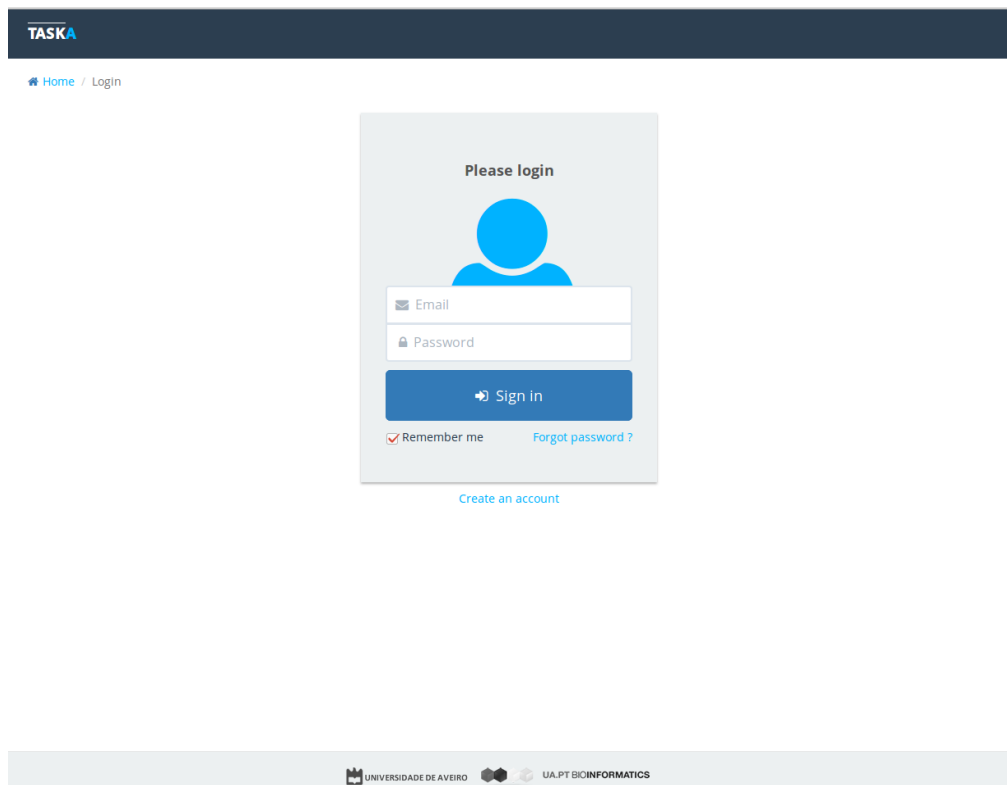 TASKA
Home / Login
Please login
Email
Password
Sign in
Remember me Forgot password ?
Create an account
UNIVERSIDADE DE AVEIRO UA.PT BIOINFORMATICS